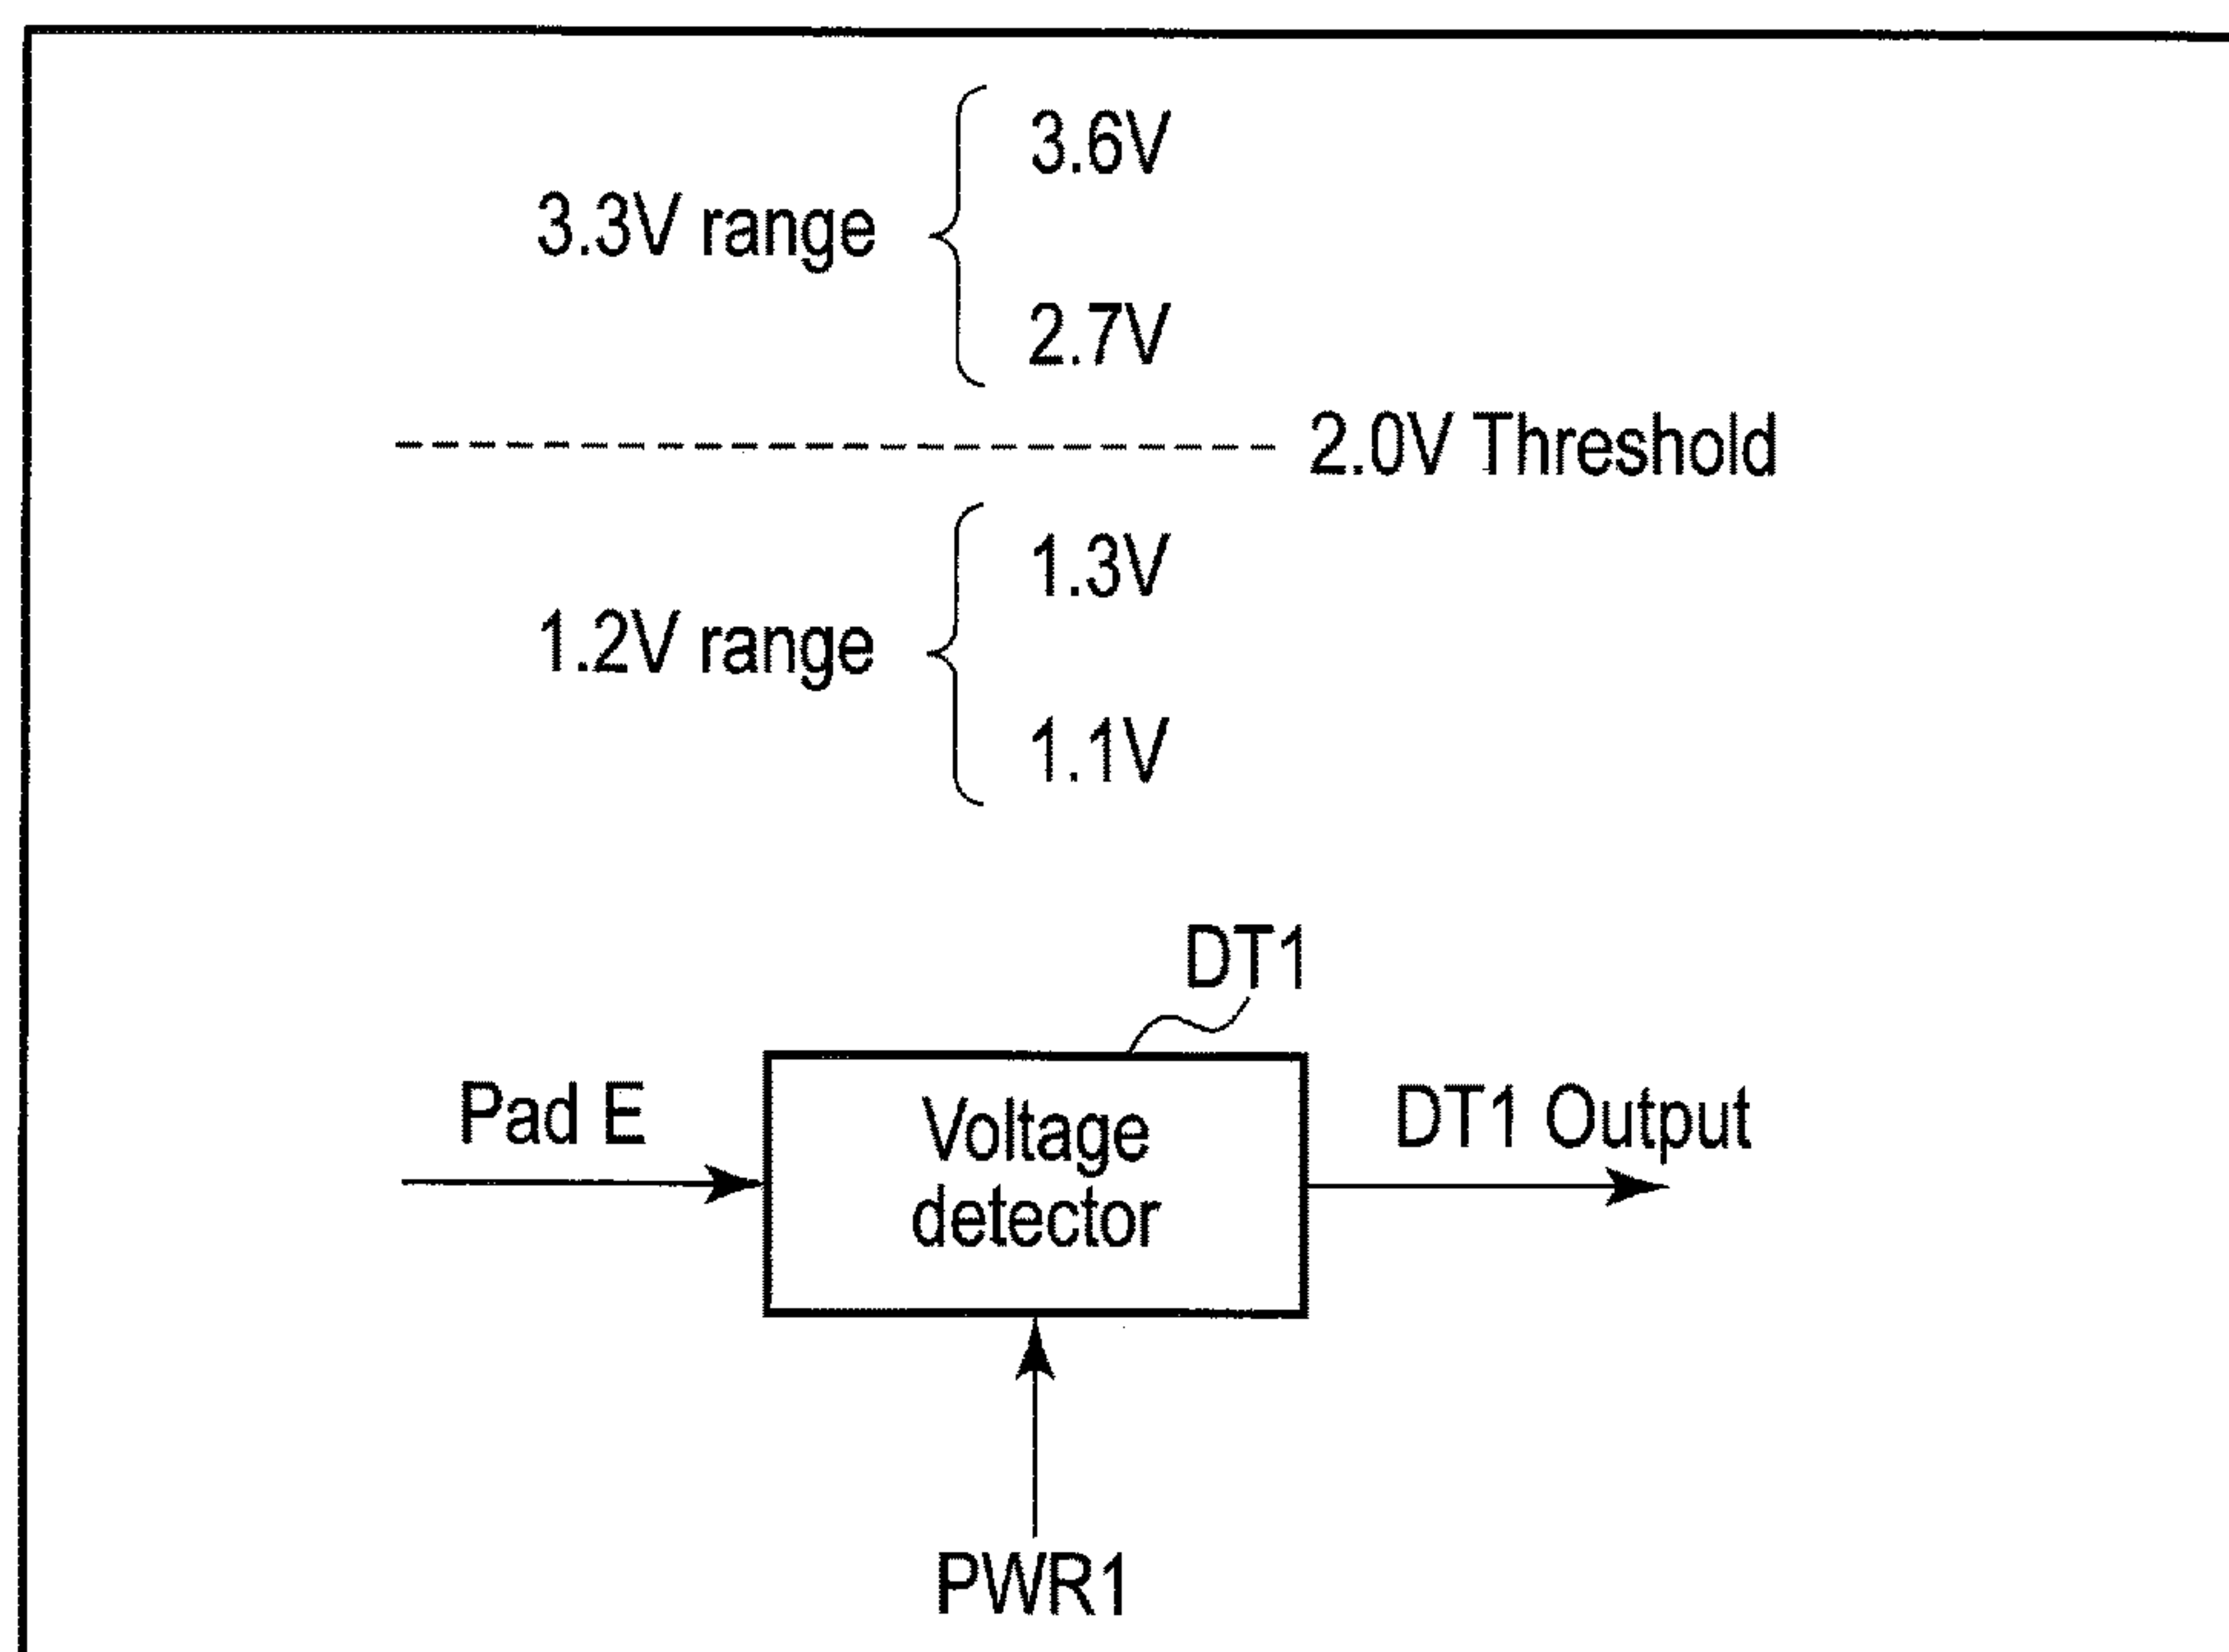 3.6V
3.3V range
2.7V
2.0V Threshold
1.3V
1.2V range
1.1V
DT1
Pad E
Voltage
detector
DT1 Output
PWR1